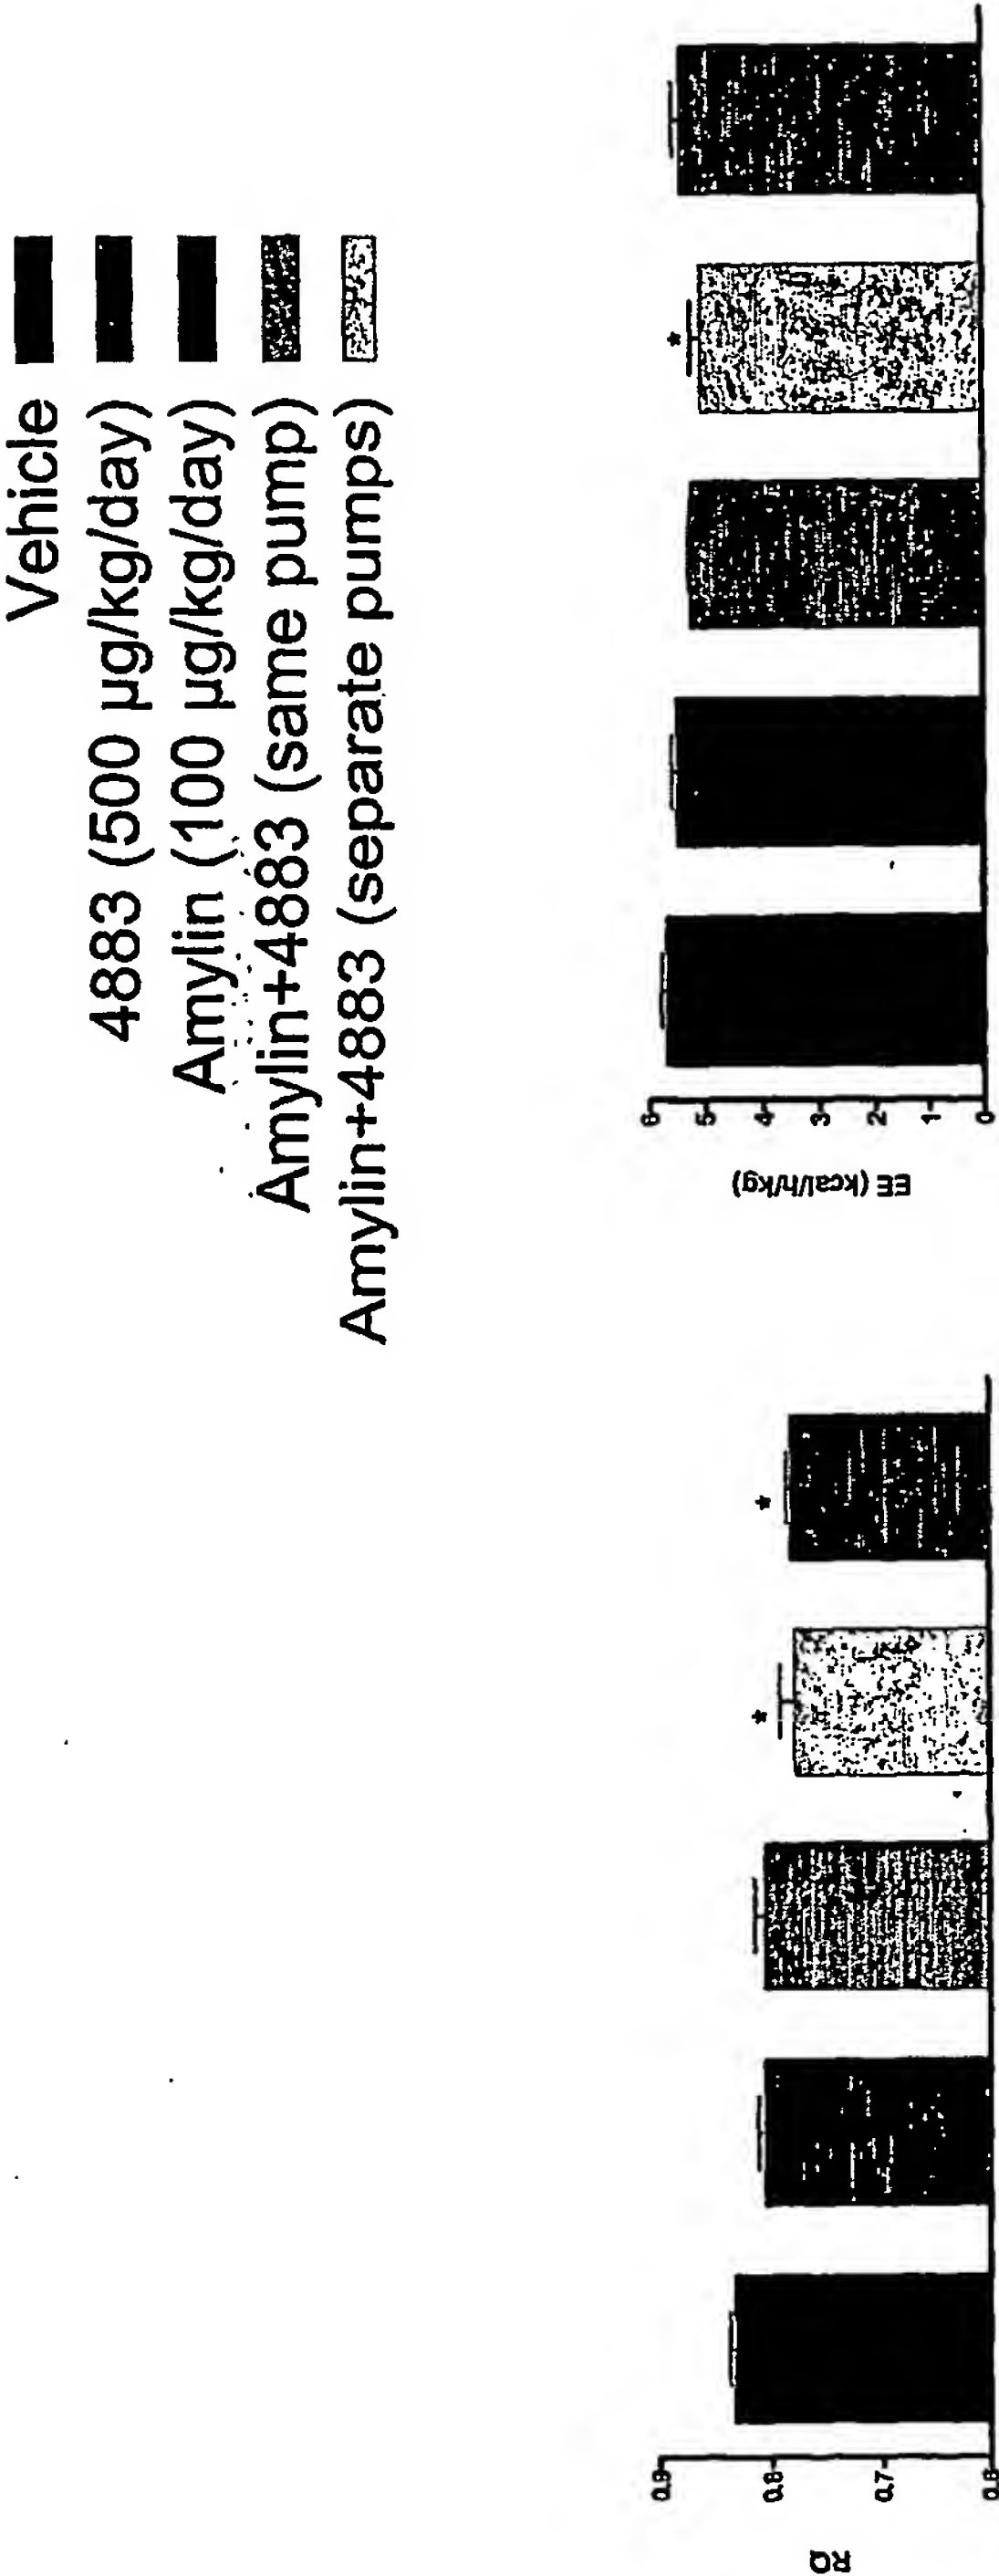 Vehicle
4883 (500 µg/kg/day)
Amylin (100 µg/kg/day)
Amylin+4883 (same pump)
Amylin+4883 (separate pumps)
RQ
0.9
0.8
0.7
0.6
*
*
EE (kcal/h/kg)
6
5
4
3
2
1
0
*